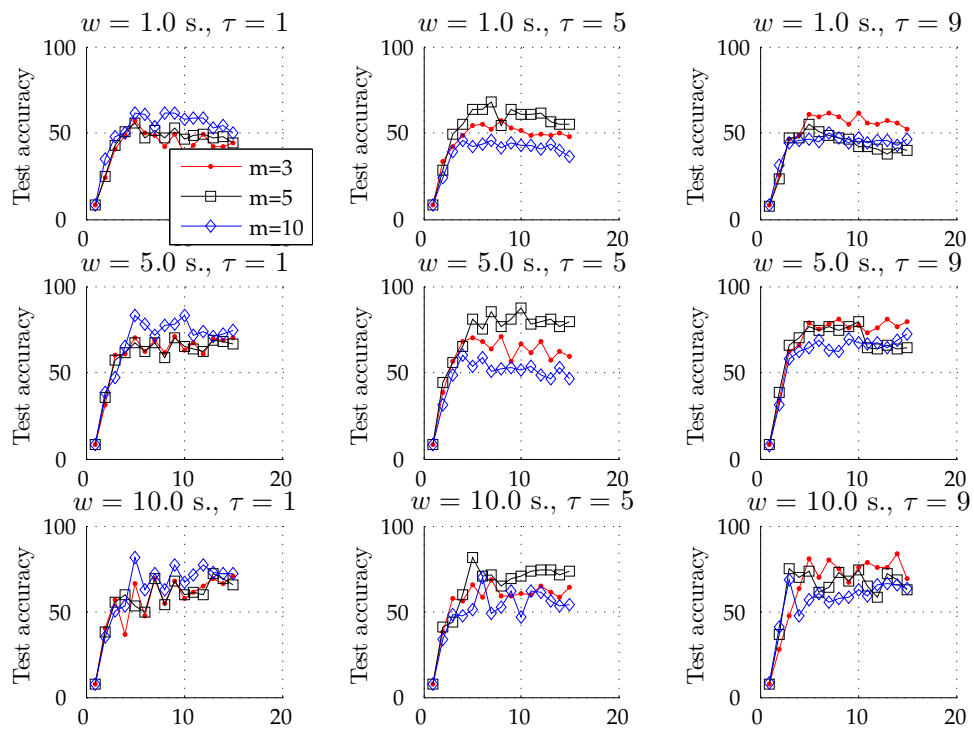 w = 1.0 s., τ = 1
w = 1.0 s., τ = 5
w = 1.0 s., τ = 9
Test accuracy
100
50
0
0
10
20
m=3
m=5
m=10
Test accuracy
100
50
0
0
10
20
Test accuracy
100
50
0
0
10
20
w = 5.0 s., τ = 1
w = 5.0 s., τ = 5
w = 5.0 s., τ = 9
Test accuracy
100
50
0
0
10
20
Test accuracy
100
50
0
0
10
20
Test accuracy
100
50
0
0
10
20
w = 10.0 s., τ = 1
w = 10.0 s., τ = 5
w = 10.0 s., τ = 9
Test accuracy
100
50
0
0
10
20
Test accuracy
100
50
0
0
10
20
Test accuracy
100
50
0
0
10
20